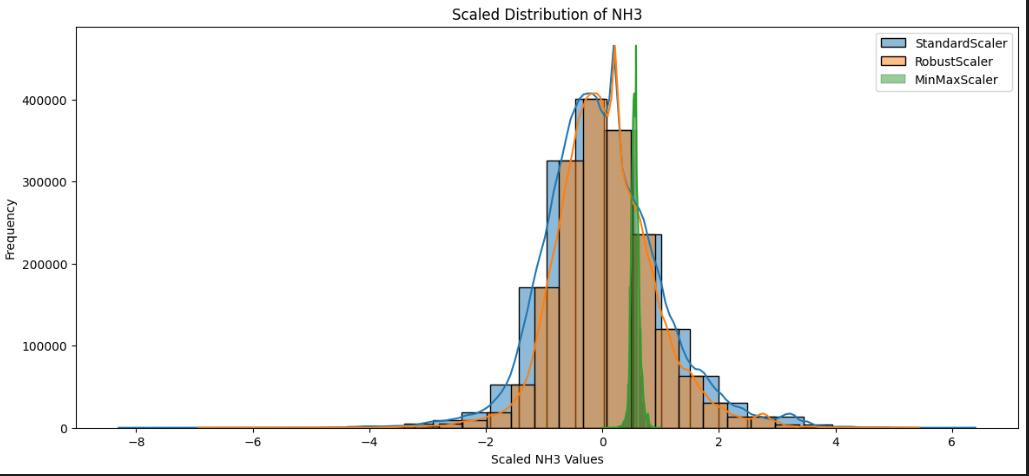 Scaled Distribution of NH3
StandardScaler
RobustScaler
MinMaxScaler
Frequency
400000
300000
200000
100000
0
−8 −6 −4 −2 0 2 4 6
Scaled NH3 Values